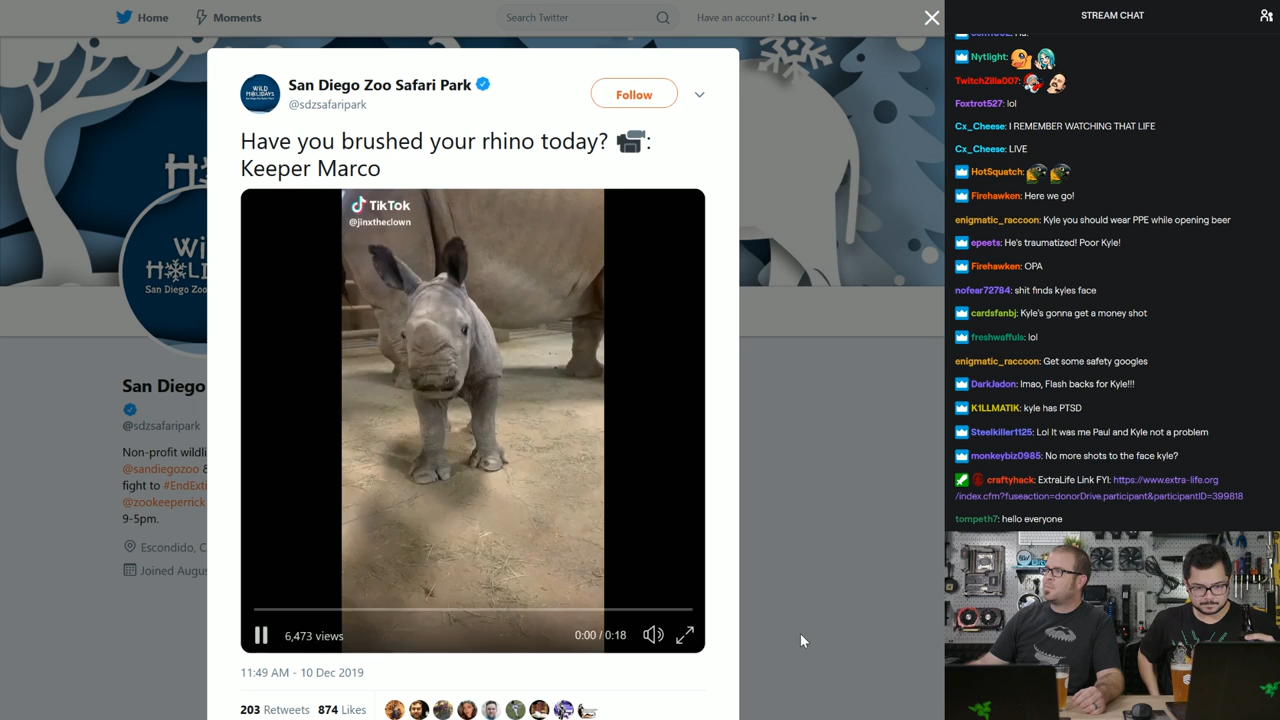 Home
Moments
Search Twitter
Have an account? Log in
STREAM CHAT
San Diego Zoo Safari Park
@sdzsafaripark
Follow
Have you brushed your rhino today? :
Keeper Marco
TikTok
@jinxtheclown
6,473 views
0:00 / 0:18
11:49 AM - 10 Dec 2019
203 Retweets 874 Likes
WiLD
HOLiDAYS
San Diego Zoo
San Diego
@sdzsafaripark
Non-profit wildli
@sandiegozoo &
fight to #EndExti
@zookeeperrick
9-5pm.
Escondido, C
Joined Augus
Nytlight:
TwitchZilla007:
Foxtrot527: lol
Cx_Cheese: I REMEMBER WATCHING THAT LIFE
Cx_Cheese: LIVE
HotSquatch:
Firehawken: Here we go!
enigmatic_raccoon: Kyle you should wear PPE while opening beer
epeets: He's traumatized! Poor Kyle!
Firehawken: OPA
nofear72784: shit finds kyles face
cardsfanbj: Kyle's gonna get a money shot
freshwaffuls: lol
enigmatic_raccoon: Get some safety googles
DarkJadon: lmao, Flash backs for Kyle!!!
K1LLMATIK: kyle has PTSD
Steelkiller1125: Lol It was me Paul and Kyle not a problem
monkeybiz0985: No more shots to the face kyle?
craftyhack: ExtraLife Link FYI: https://www.extra-life.org
/index.cfm?fuseaction=donorDrive.participant&participantID=399818
tompeth7: hello everyone